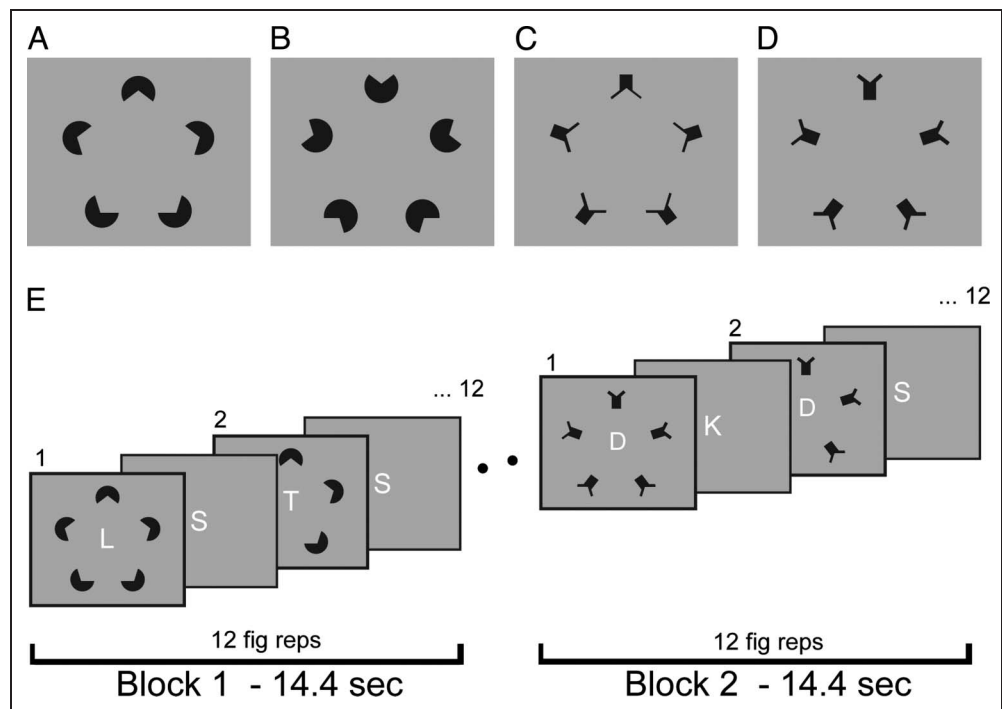 A B C D
E
... 12
2
1
... 12
2
1
D K D S
L S T S
12 fig reps 12 fig reps
Block 1 - 14.4 sec Block 2 - 14.4 sec